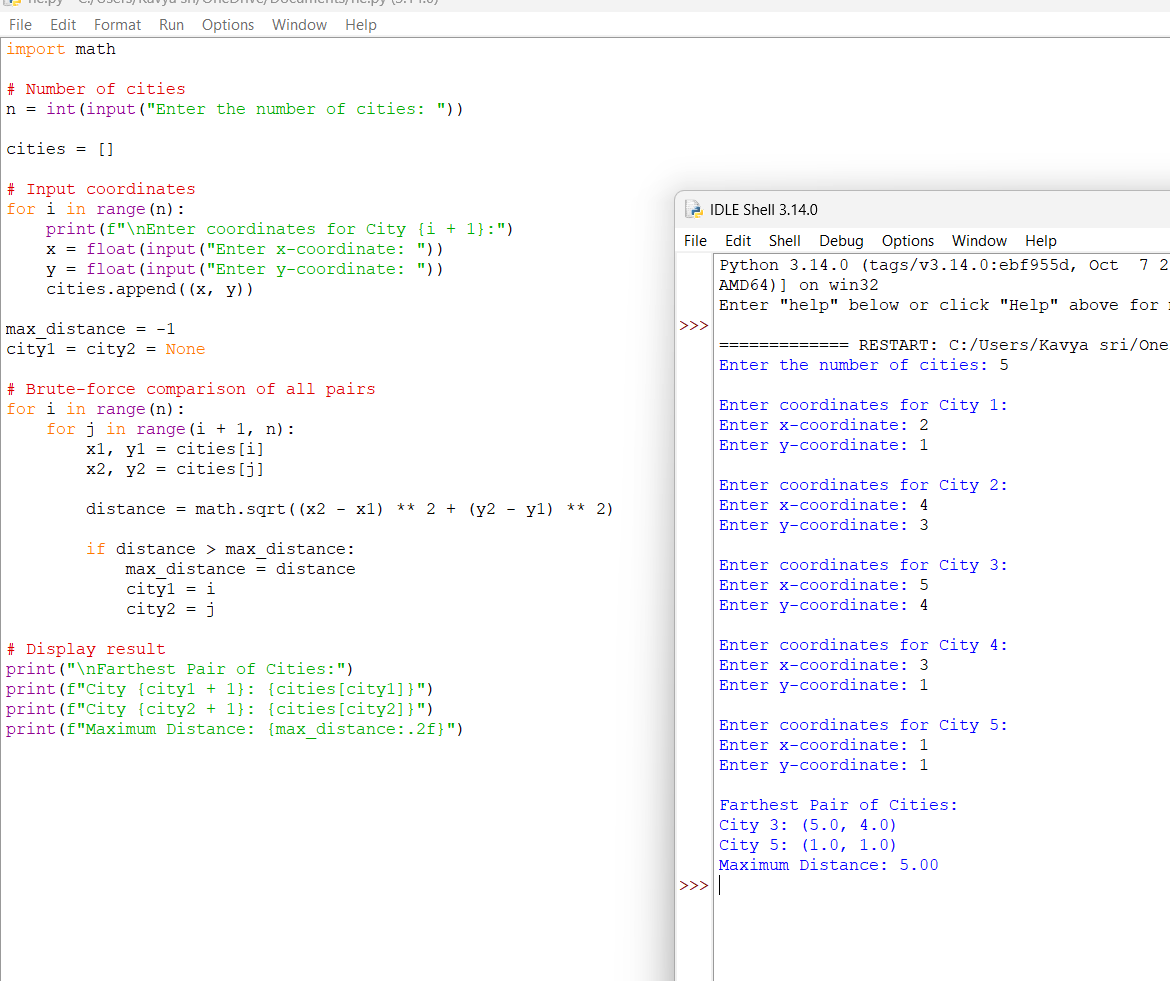 File Edit Format Run Options Window Help
import math

# Number of cities
n = int(input("Enter the number of cities: "))

cities = []

# Input coordinates
for i in range(n):
    print(f"\nEnter coordinates for City {i + 1}:")
    x = float(input("Enter x-coordinate: "))
    y = float(input("Enter y-coordinate: "))
    cities.append((x, y))

max_distance = -1
city1 = city2 = None

# Brute-force comparison of all pairs
for i in range(n):
    for j in range(i + 1, n):
        x1, y1 = cities[i]
        x2, y2 = cities[j]

        distance = math.sqrt((x2 - x1) ** 2 + (y2 - y1) ** 2)

        if distance > max_distance:
            max_distance = distance
            city1 = i
            city2 = j

# Display result
print("\nFarthest Pair of Cities:")
print(f"City {city1 + 1}: {cities[city1]}")
print(f"City {city2 + 1}: {cities[city2]}")
print(f"Maximum Distance: {max_distance:.2f}")

IDLE Shell 3.14.0
File Edit Shell Debug Options Window Help
Python 3.14.0 (tags/v3.14.0:ebf955d, Oct  7 2
AMD64)] on win32
Enter "help" below or click "Help" above for
>>>
============= RESTART: C:/Users/Kavya sri/One
Enter the number of cities: 5

Enter coordinates for City 1:
Enter x-coordinate: 2
Enter y-coordinate: 1

Enter coordinates for City 2:
Enter x-coordinate: 4
Enter y-coordinate: 3

Enter coordinates for City 3:
Enter x-coordinate: 5
Enter y-coordinate: 4

Enter coordinates for City 4:
Enter x-coordinate: 3
Enter y-coordinate: 1

Enter coordinates for City 5:
Enter x-coordinate: 1
Enter y-coordinate: 1

Farthest Pair of Cities:
City 3: (5.0, 4.0)
City 5: (1.0, 1.0)
Maximum Distance: 5.00
>>>